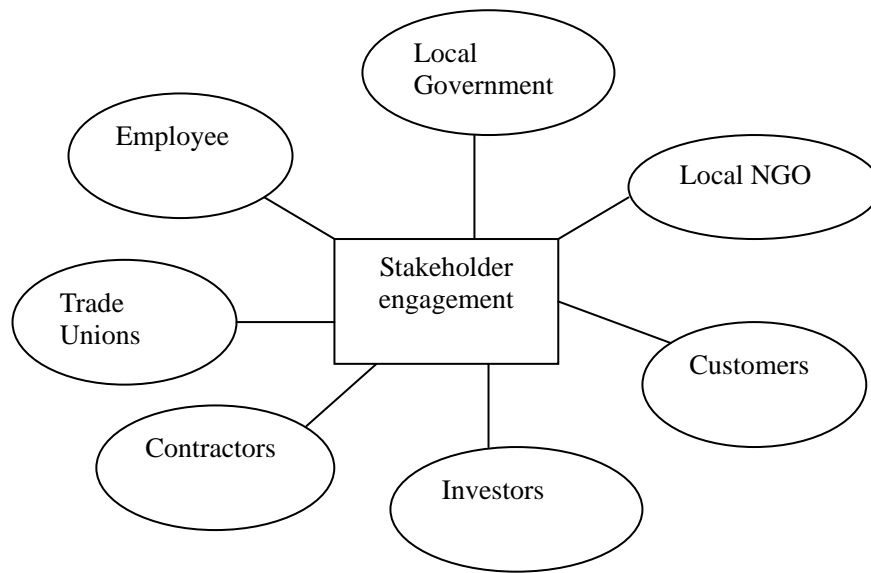 Local
Government
Employee
Local NGO
Stakeholder
engagement
Trade
Unions
Customers
Contractors
Investors